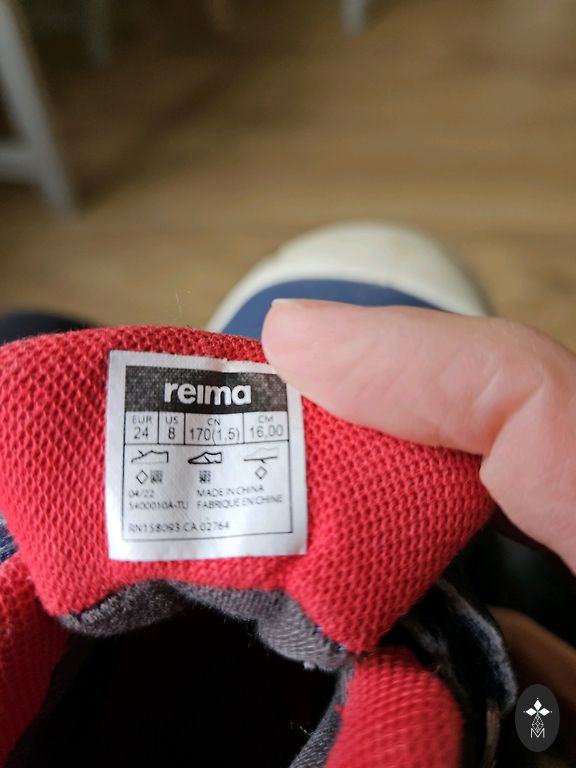 reima
EUR US CN CM
24 8 170(1,5) 16,00
04/22 MADE IN CHINA
5400010A-TU FABRIQUE EN CHINE
RN158093 CA 02764
M